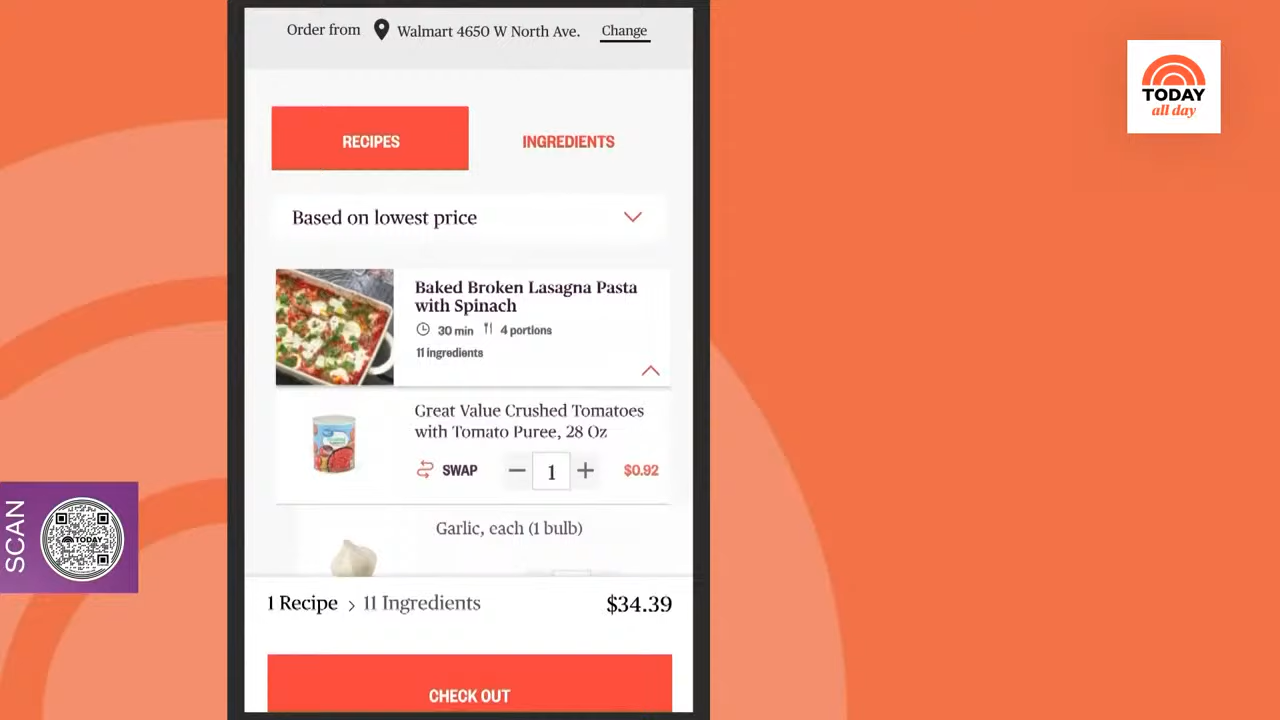 Order from Walmart 4650 W North Ave. Change
TODAY
all day
RECIPES INGREDIENTS
Based on lowest price
Baked Broken Lasagna Pasta
with Spinach
30 min 4 portions
11 ingredients
Great Value Crushed Tomatoes
with Tomato Puree, 28 Oz
SWAP 1 $0.92
Garlic, each (1 bulb)
SCAN
TODAY
1 Recipe > 11 Ingredients $34.39
CHECK OUT